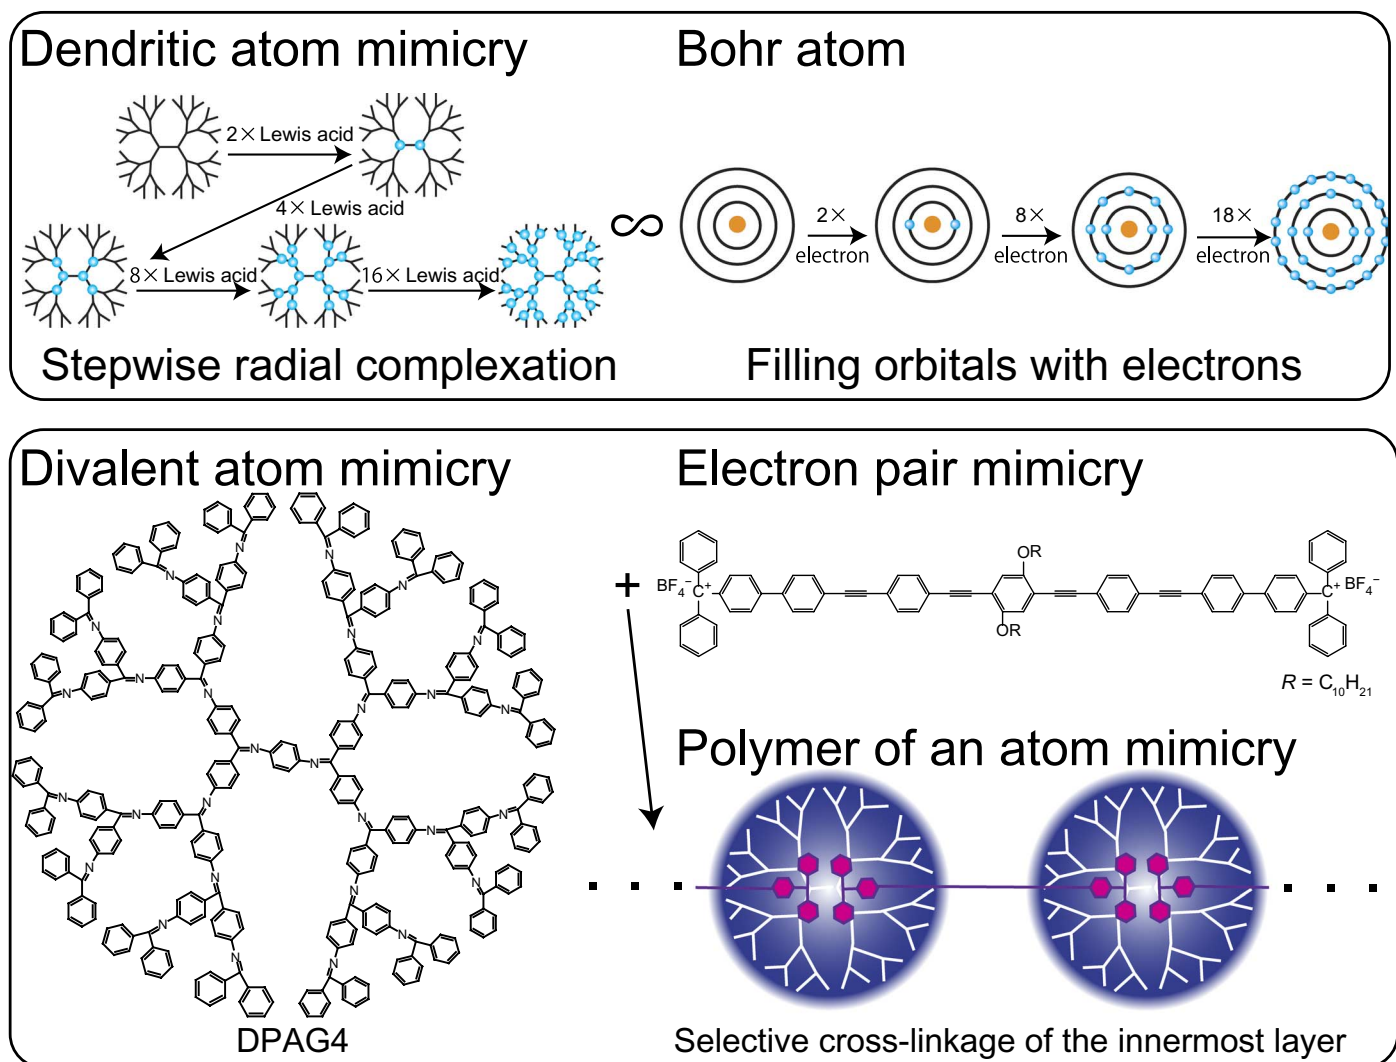 Dendritic atom mimicry
2× Lewis acid
4× Lewis acid
8× Lewis acid
16× Lewis acid
Stepwise radial complexation
∞
Bohr atom
2×
electron
8×
electron
18×
electron
Filling orbitals with electrons
Divalent atom mimicry
N N N N N N N N N N N N N N N N N N N N N N N N N N N N N N
DPAG4
Electron pair mimicry
+
OR
BF₄⁻ C⁺ C⁺ BF₄⁻
OR
R = C₁₀H₂₁
Polymer of an atom mimicry
· · · · · ·
Selective cross-linkage of the innermost layer